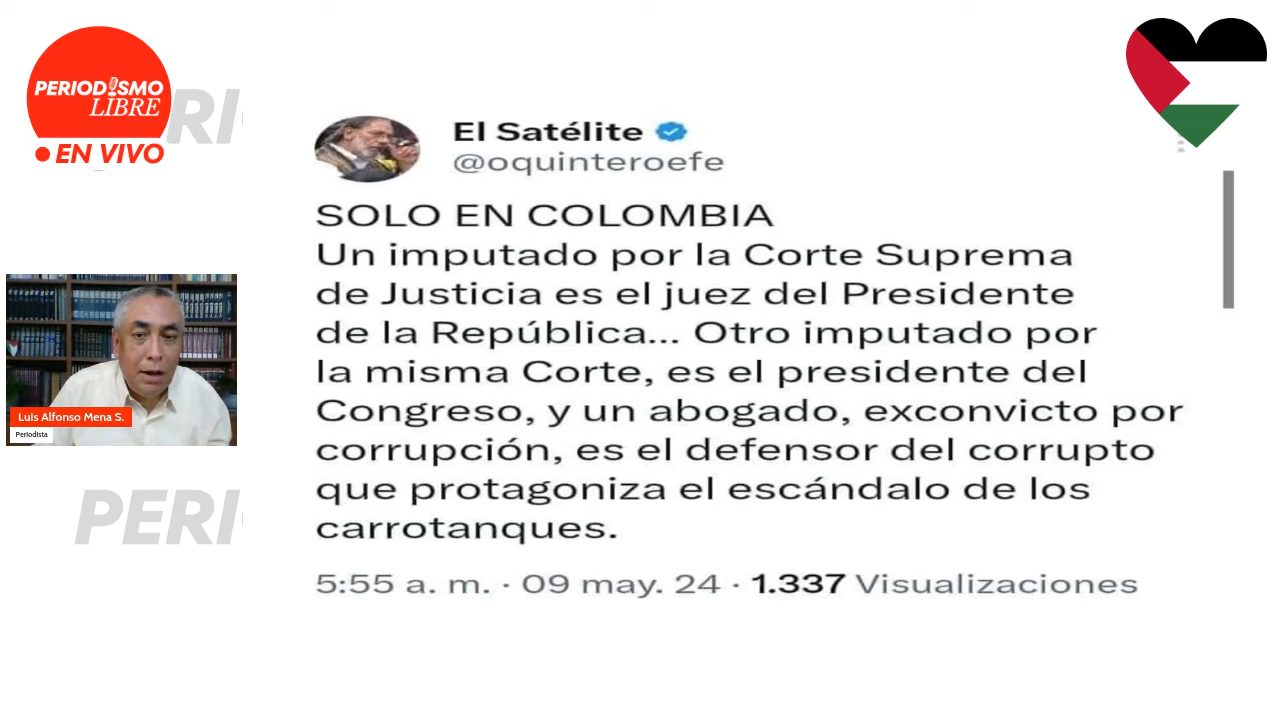 PERIODISMO
LIBRE
EN VIVO
PERIO
El Satélite
@oquinteroefe
SOLO EN COLOMBIA
Un imputado por la Corte Suprema
de Justicia es el juez del Presidente
de la República... Otro imputado por
la misma Corte, es el presidente del
Congreso, y un abogado, exconvicto por
corrupción, es el defensor del corrupto
que protagoniza el escándalo de los
carrotanques.
5:55 a. m. · 09 may. 24 · 1.337 Visualizaciones
Luis Alfonso Mena S.
Periodista